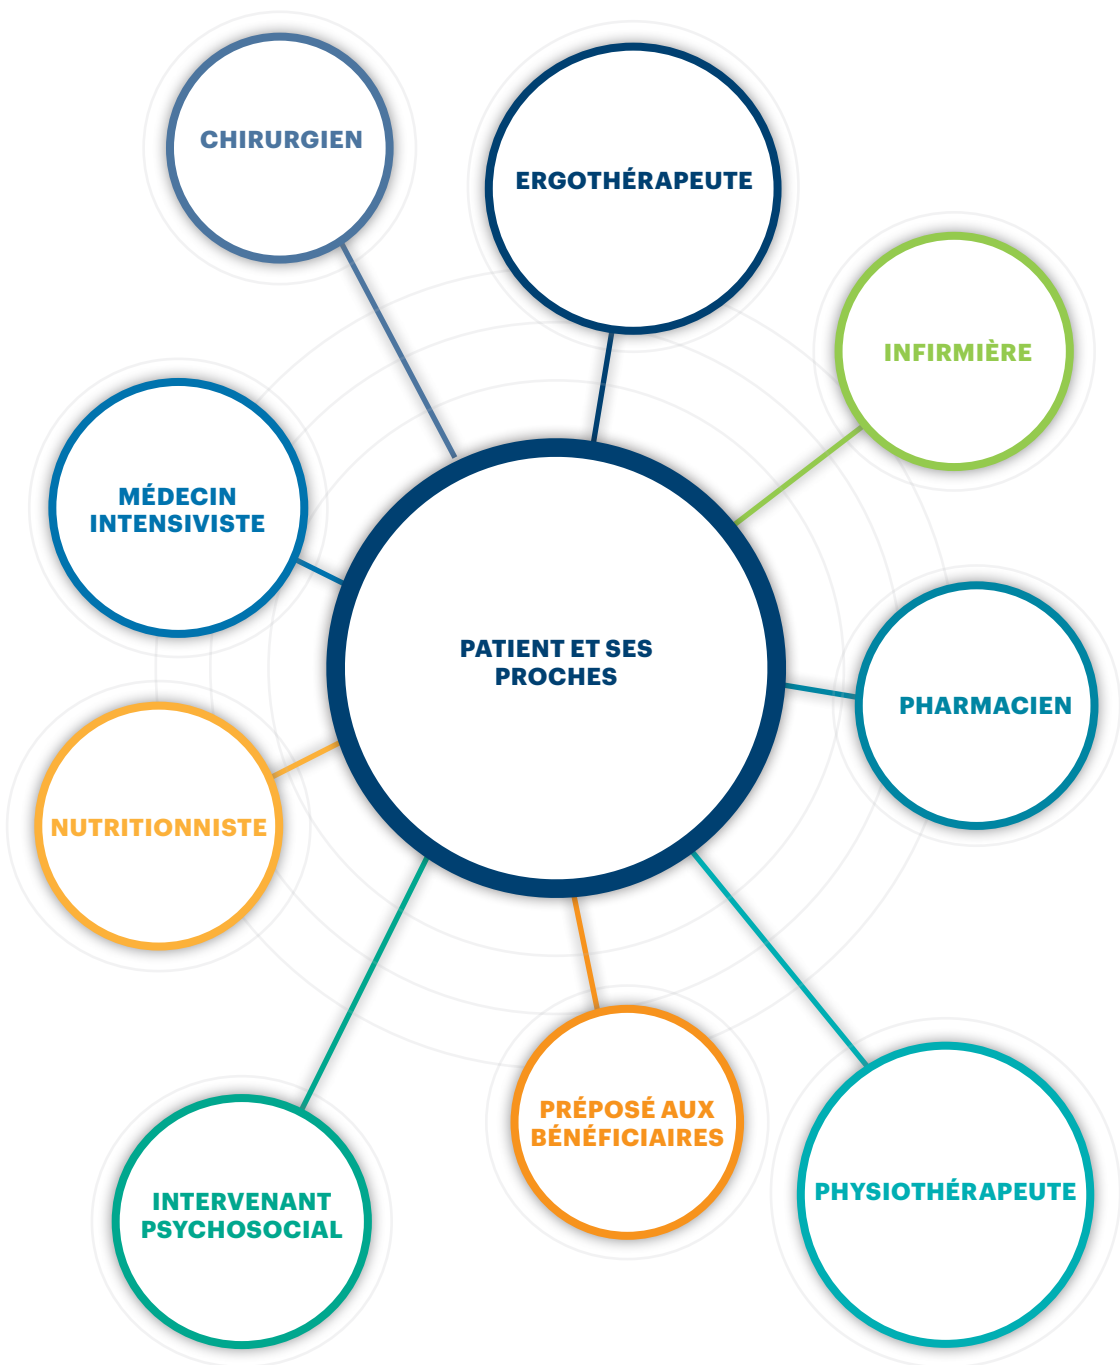 CHIRURGIEN
ERGOTHÉRAPEUTE
INFIRMIÈRE
MÉDECIN
INTENSIVISTE
PATIENT ET SES
PROCHES
PHARMACIEN
NUTRITIONNISTE
PRÉPOSÉ AUX
BÉNÉFICIAIRES
PHYSIOTHÉRAPEUTE
INTERVENANT
PSYCHOSOCIAL